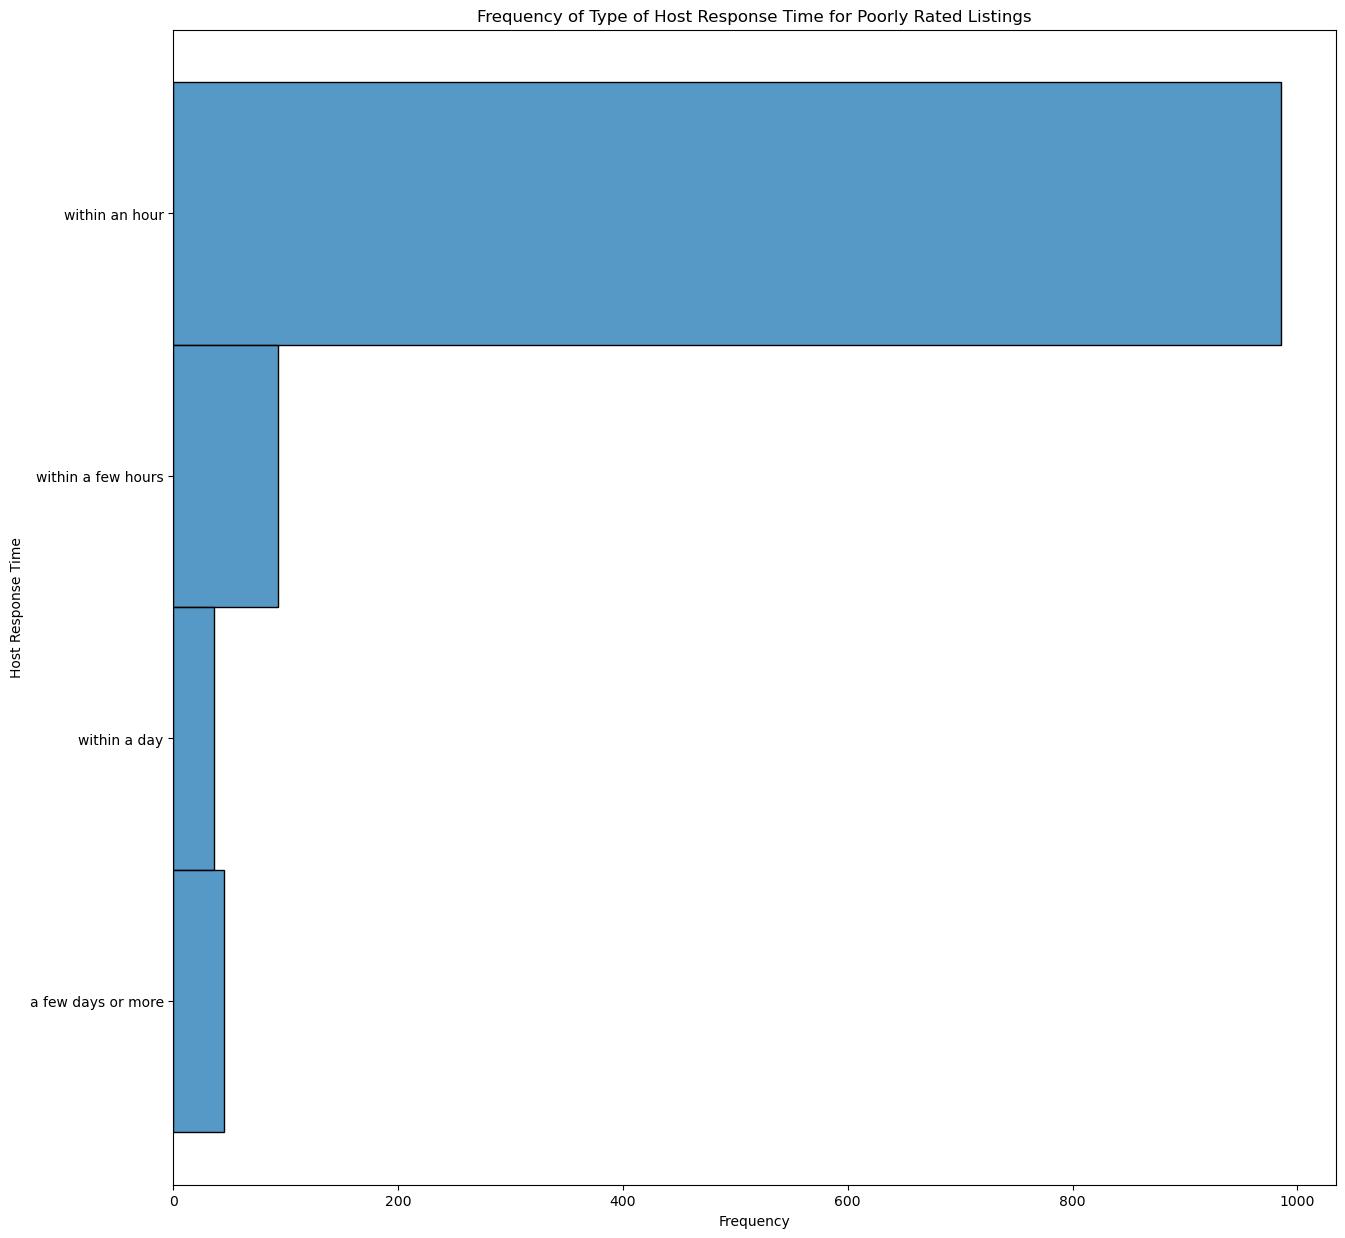 Frequency of Type of Host Response Time for Poorly Rated Listings
Host Response Time
within an hour
within a few hours
within a day
a few days or more
0 200 400 600 800 1000
Frequency